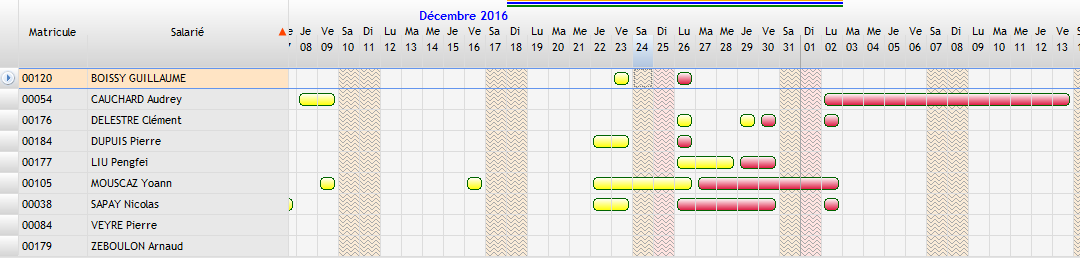 Décembre 2016
Matricule Salarié e Je Ve Sa Di Lu Ma Me Je Ve Sa Di Lu Ma Me Je Ve Sa Di Lu Ma Me Je Ve Sa Di Lu Ma Me Je Ve Sa Di Lu Ma Me Je Ve
7 08 09 10 11 12 13 14 15 16 17 18 19 20 21 22 23 24 25 26 27 28 29 30 31 01 02 03 04 05 06 07 08 09 10 11 12 13
00120 BOISSY GUILLAUME
00054 CAUCHARD Audrey
00176 DELESTRE Clément
00184 DUPUIS Pierre
00177 LIU Pengfei
00105 MOUSCAZ Yoann
00038 SAPAY Nicolas
00084 VEYRE Pierre
00179 ZEBOULON Arnaud